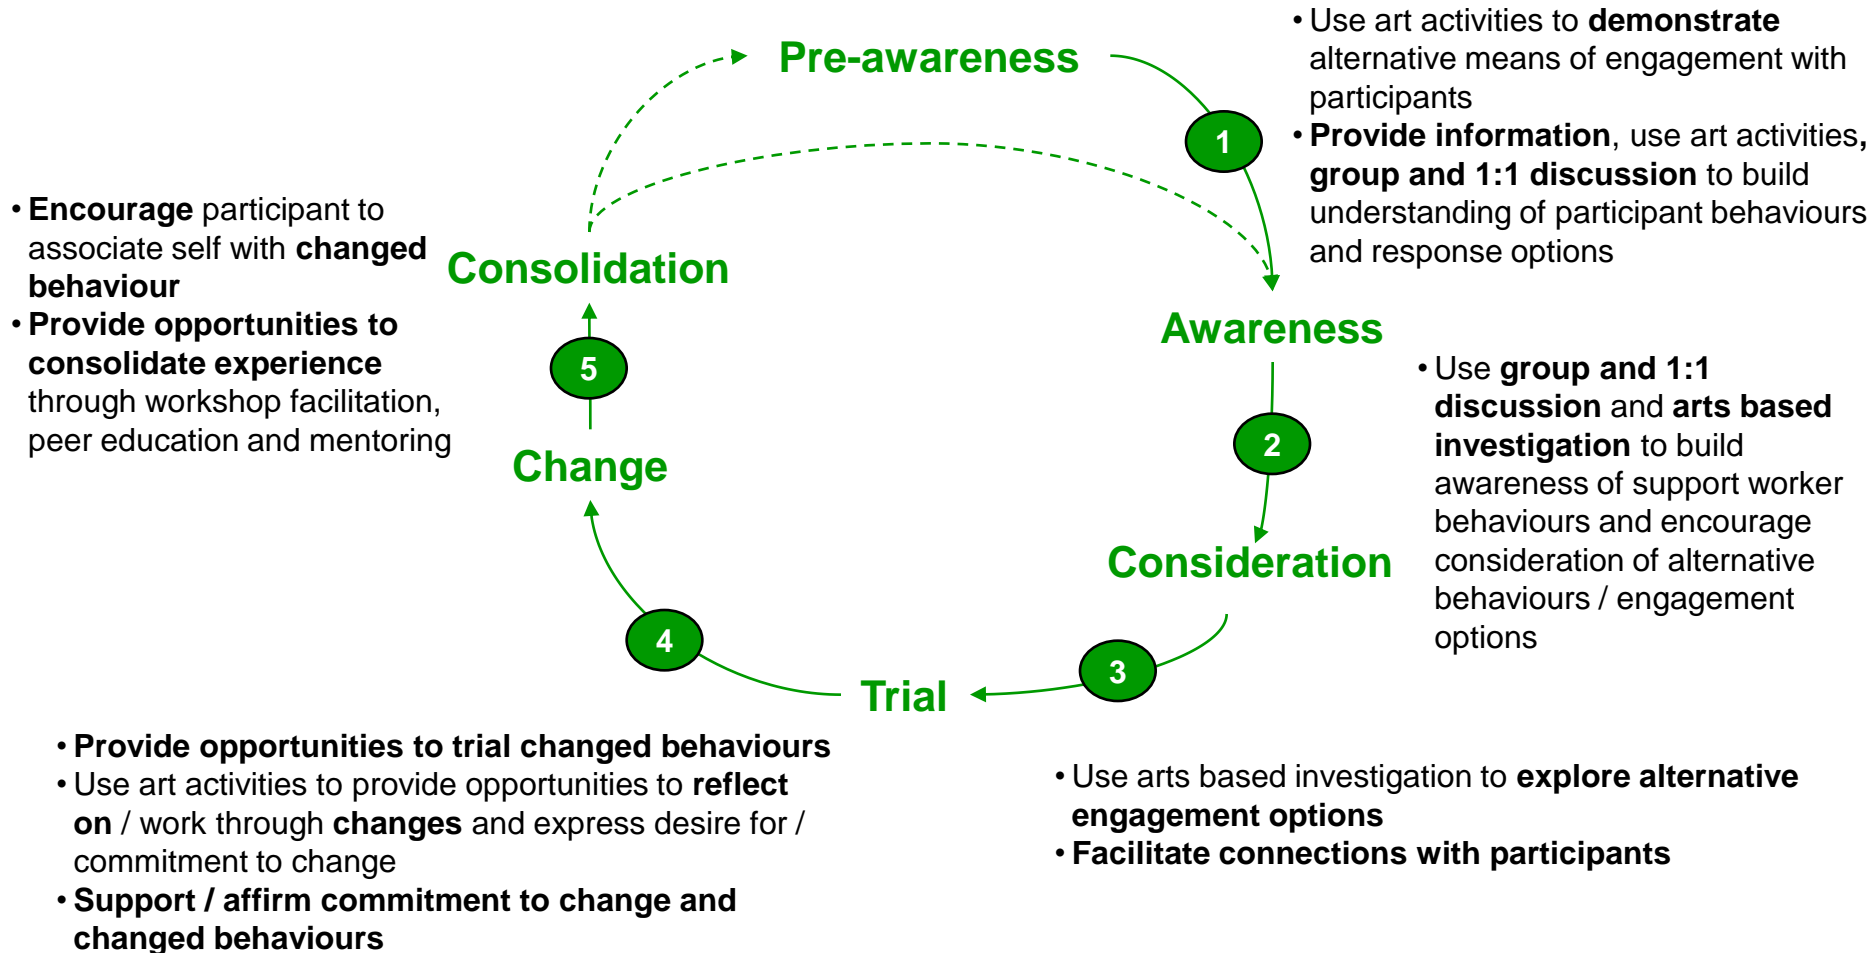 Pre-awareness
1
• Use art activities to demonstrate
alternative means of engagement with
participants
• Provide information, use art activities,
group and 1:1 discussion to build
understanding of participant behaviours
and response options
Awareness
2
• Use group and 1:1
discussion and arts based
investigation to build
awareness of support worker
behaviours and encourage
consideration of alternative
behaviours / engagement
options
Consideration
3
• Use arts based investigation to explore alternative
engagement options
• Facilitate connections with participants
Trial
4
• Provide opportunities to trial changed behaviours
• Use art activities to provide opportunities to reflect
on / work through changes and express desire for /
commitment to change
• Support / affirm commitment to change and
changed behaviours
Change
5
• Encourage participant to
associate self with changed
behaviour
• Provide opportunities to
consolidate experience
through workshop facilitation,
peer education and mentoring
Consolidation